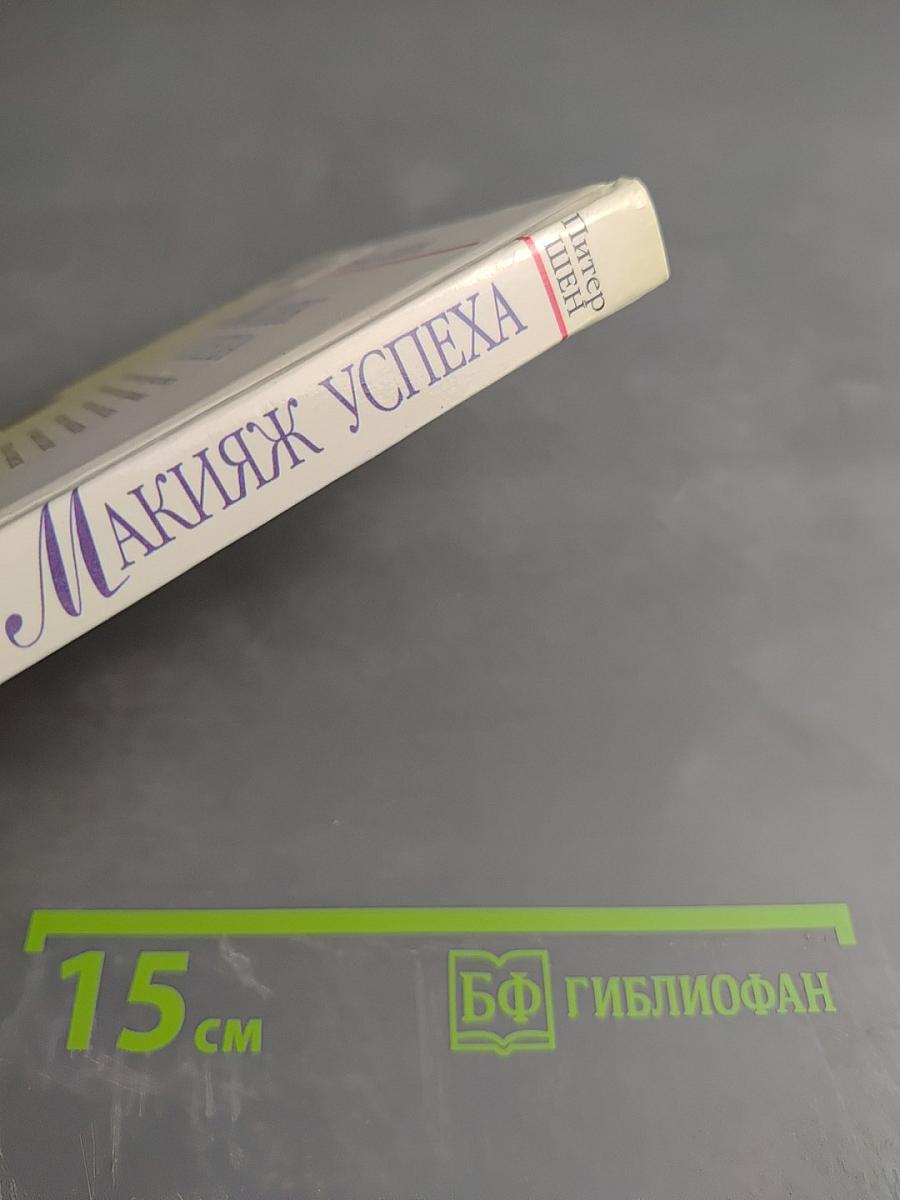 Питер
ШЕН
МАКИЯЖ УСПЕХА
15 см
БФ ГИБЛИОФАН